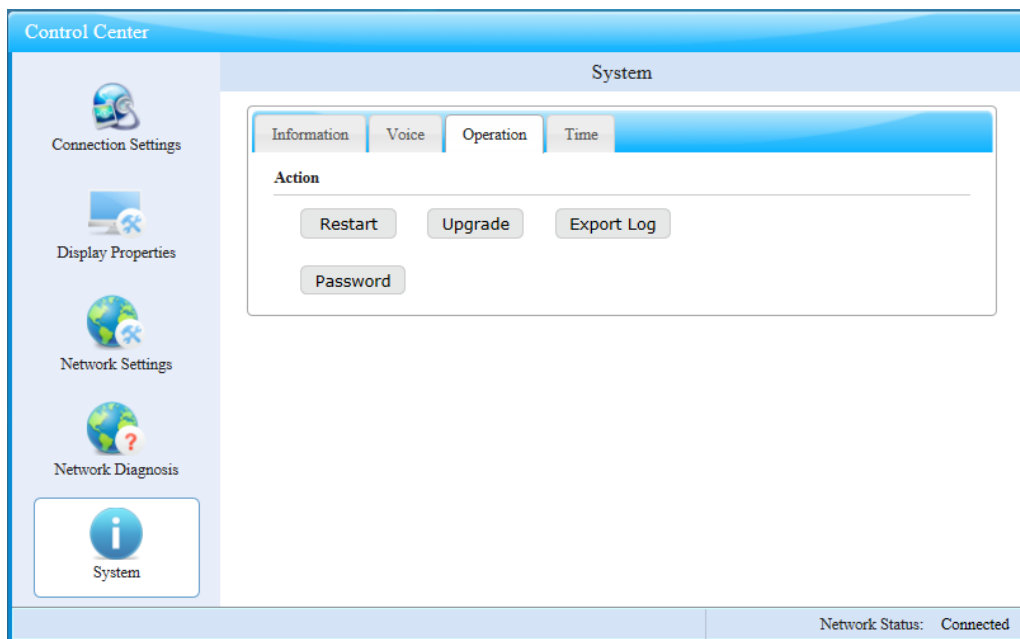 Control Center
System
Connection Settings
Display Properties
Network Settings
Network Diagnosis
System
Information Voice Operation Time
Action
Restart Upgrade Export Log
Password
Network Status: Connected